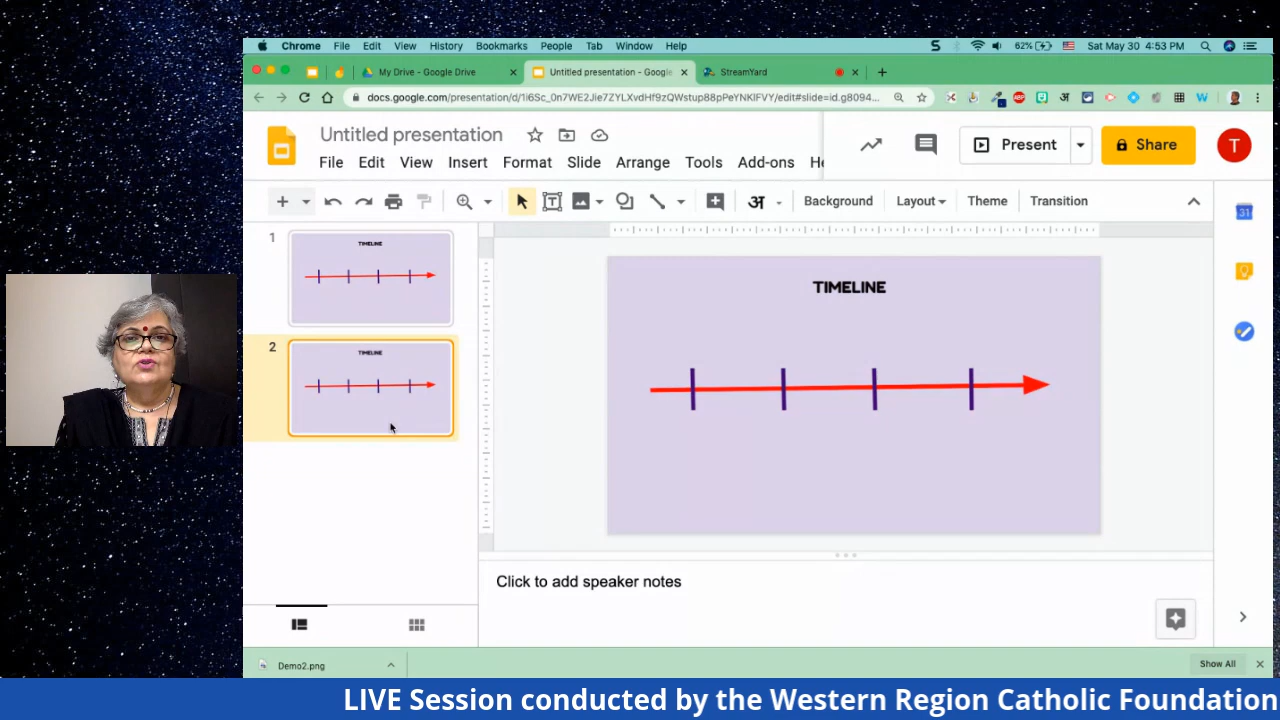 Chrome File Edit View History Bookmarks People Tab Window Help
S 62% Sat May 30 4:53 PM
My Drive - Google Drive
Untitled presentation - Google
StreamYard
docs.google.com/presentation/d/1i6Sc_0n7WE2Jie7ZYLXvdHf9zQWstup88pPeYNKlFVY/edit#slide=id.g8094...
Untitled presentation
File Edit View Insert Format Slide Arrange Tools Add-ons He
Present
Share
T
अ Background Layout Theme Transition
31
1
TIMELINE
2
TIMELINE
TIMELINE
Click to add speaker notes
Demo2.png
Show All
LIVE Session conducted by the Western Region Catholic Foundation